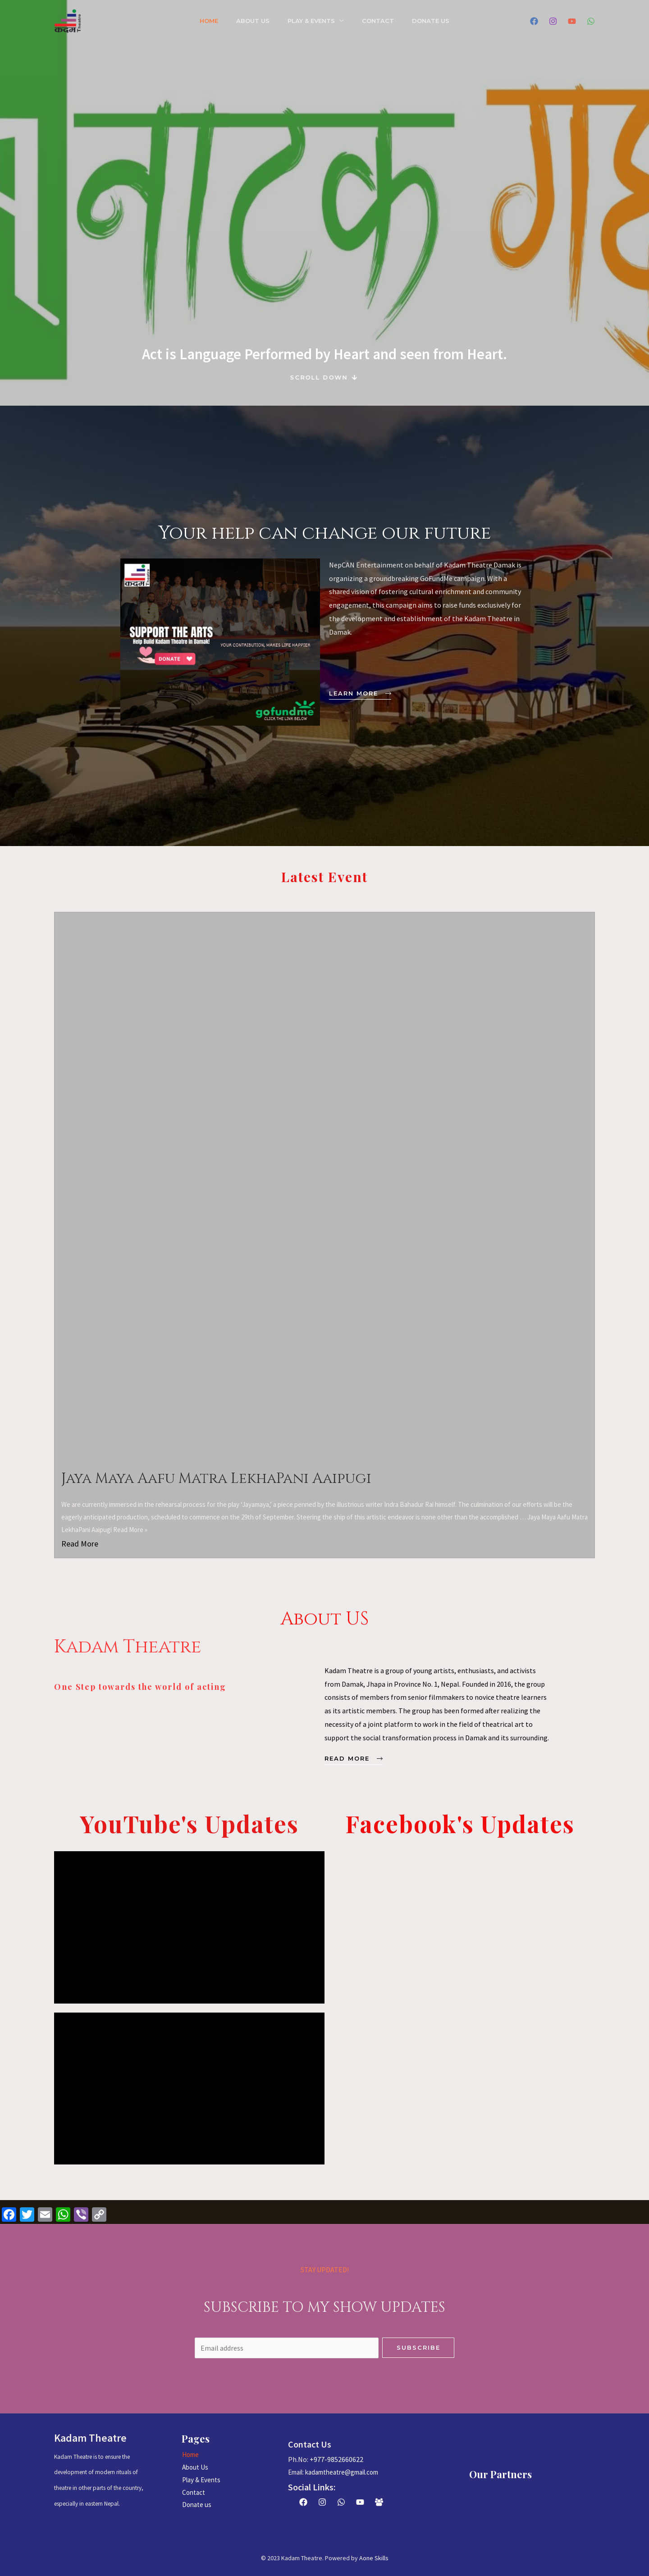 कदम Theatre
HOME
ABOUT US
PLAY & EVENTS
CONTACT
DONATE US
नाटक
Act is Language Performed by Heart and seen from Heart.
SCROLL DOWN
Your help can change our future
कदम
SUPPORT THE ARTS
Help Build Kadam Theatre in Damak!
DONATE
YOUR CONTRIBUTION, MAKES LIFE HAPPIER
gofundme
CLICK THE LINK BELOW
NepCAN Entertainment on behalf of Kadam Theatre Damak is
organizing a groundbreaking GoFundMe campaign. With a
shared vision of fostering cultural enrichment and community
engagement, this campaign aims to raise funds exclusively for
the development and establishment of the Kadam Theatre in
Damak.
LEARN MORE
Latest Event
Jaya Maya Aafu Matra LekhaPani Aaipugi
We are currently immersed in the rehearsal process for the play ‘Jayamaya,’ a piece penned by the illustrious writer Indra Bahadur Rai himself. The culmination of our efforts will be the
eagerly anticipated production, scheduled to commence on the 29th of September. Steering the ship of this artistic endeavor is none other than the accomplished … Jaya Maya Aafu Matra
LekhaPani Aaipugi Read More »
Read More
About US
Kadam Theatre
One Step towards the world of acting
Kadam Theatre is a group of young artists, enthusiasts, and activists
from Damak, Jhapa in Province No. 1, Nepal. Founded in 2016, the group
consists of members from senior filmmakers to novice theatre learners
as its artistic members. The group has been formed after realizing the
necessity of a joint platform to work in the field of theatrical art to
support the social transformation process in Damak and its surrounding.
READ MORE
YouTube's Updates
Facebook's Updates
STAY UPDATED!
SUBSCRIBE TO MY SHOW UPDATES
Email address
SUBSCRIBE
Kadam Theatre
Kadam Theatre is to ensure the
development of modern rituals of
theatre in other parts of the country,
especially in eastern Nepal.
Pages
Home
About Us
Play & Events
Contact
Donate us
Contact Us
Ph.No: +977-9852660622
Email: kadamtheatre@gmail.com
Social Links:
Our Partners
© 2023 Kadam Theatre. Powered by Aone Skills